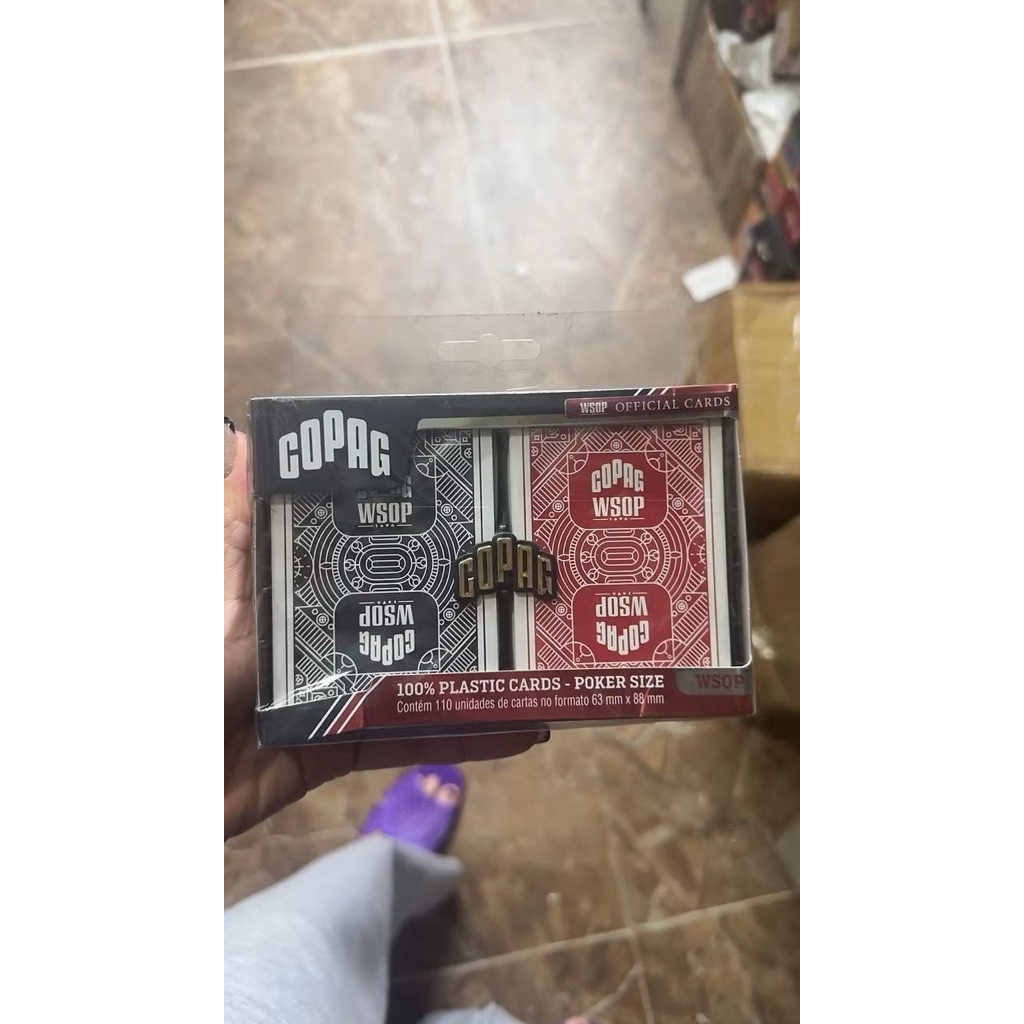 WSOP OFFICIAL CARDS
COPAG
COPAG
WSOP
COPAG
WSOP
COPAG
WSOP
COPAG
WSOP
COPAG
100% PLASTIC CARDS - POKER SIZE
WSOP
Contém 110 unidades de cartas no formato 63 mm x 88 mm